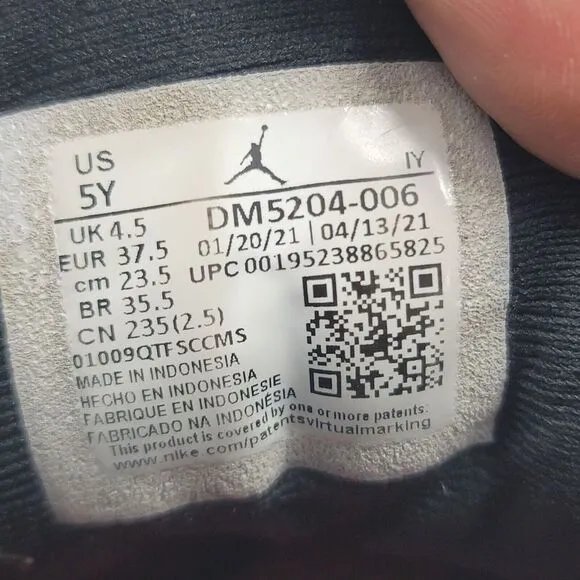 US
5Y
IY
UK 4.5
EUR 37.5
cm 23.5
BR 35.5
CN 235(2.5)
DM5204-006
01/20/21 | 04/13/21
UPC 00195238865825
01009QTFSCCMS
MADE IN INDONESIA
HECHO EN INDONESIA
FABRIQUE EN INDONESIE
FABRICADO NA INDONÉSIA
This product is covered by one or more patents:
www.nike.com/patentsvirtualmarking